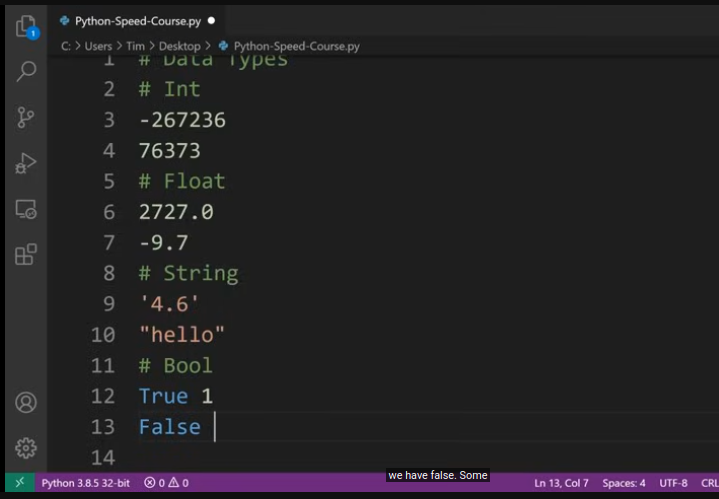 Python-Speed-Course.py
C: > Users > Tim > Desktop > Python-Speed-Course.py
1 # Data Types
2 # Int
3 -267236
4 76373
5 # Float
6 2727.0
7 -9.7
8 # String
9 '4.6'
10 "hello"
11 # Bool
12 True 1
13 False
14
1
we have false. Some
Python 3.8.5 32-bit 0 0 Ln 13, Col 7 Spaces: 4 UTF-8 CRL